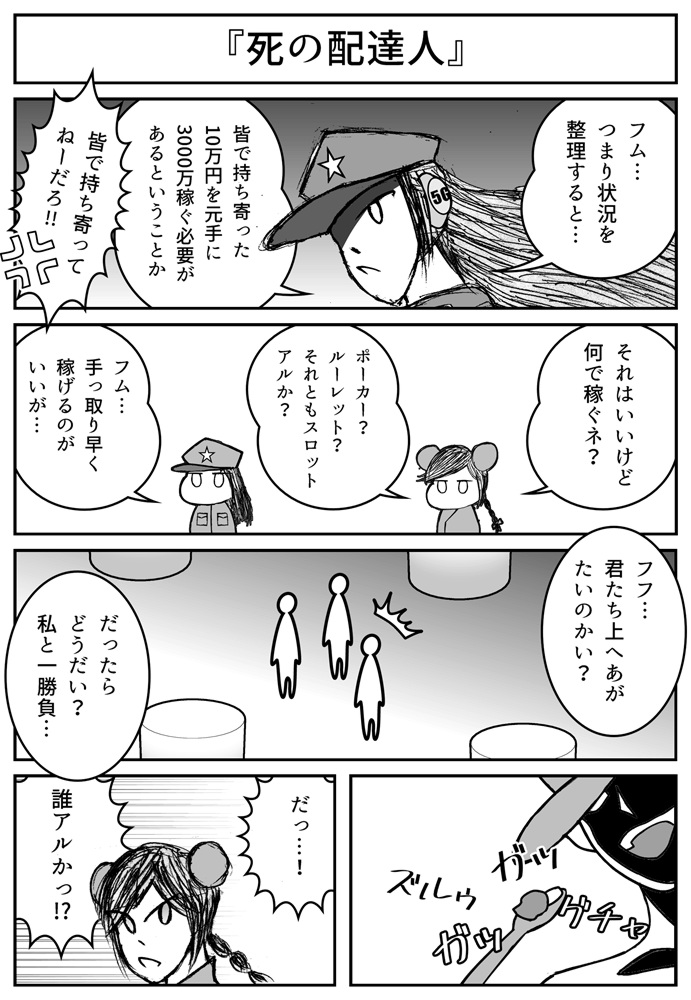 『死の配達人』
フム…
つまり状況を
整理すると…
56
皆で持ち寄った
10万円を元手に
3000万稼ぐ必要が
あるということか
皆で持ち寄って
ねーだろ!!
それはいいけど
何で稼ぐネ?
ポーカー?
ルーレット?
それともスロット
アルか?
フム…
手っ取り早く
稼げるのが
いいが…
フフ…
君たち上へあが
たいのかい?
だったら
どうだい?
私と一勝負…
ガーッ
グチャ
ズルルゥ
ガッ
だっ…!
誰アルかっ!?